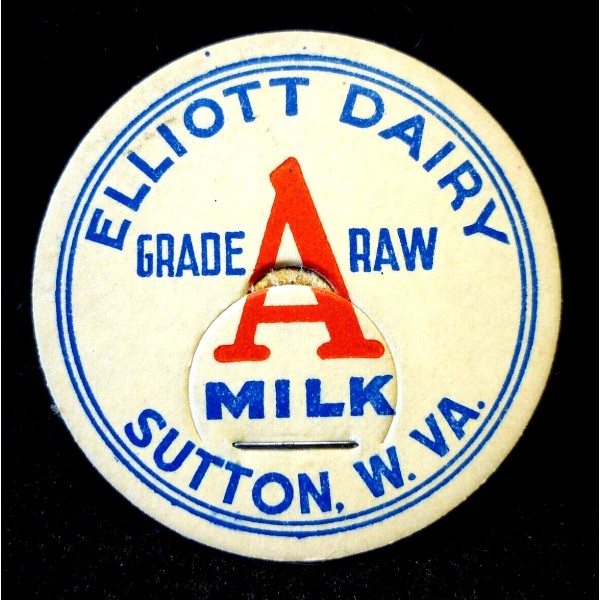 ELLIOTT DAIRY
GRADE A RAW
MILK
SUTTON, W. VA.